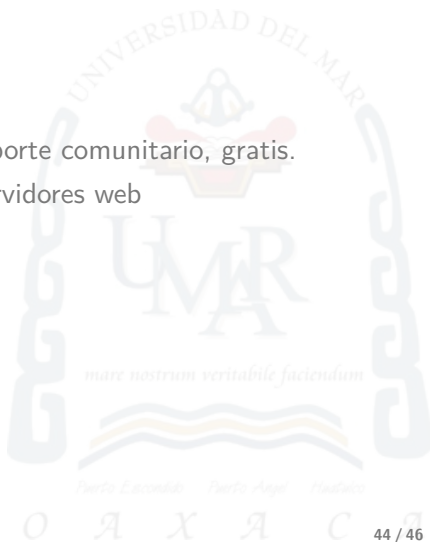 UNIVERSIDAD DEL MAR
porte comunitario, gratis.
rvidores web
UMAR
mare nostrum veritabile faciendum
Puerto Escondido Puerto Ángel Huatulco
OAXACA
44 / 46